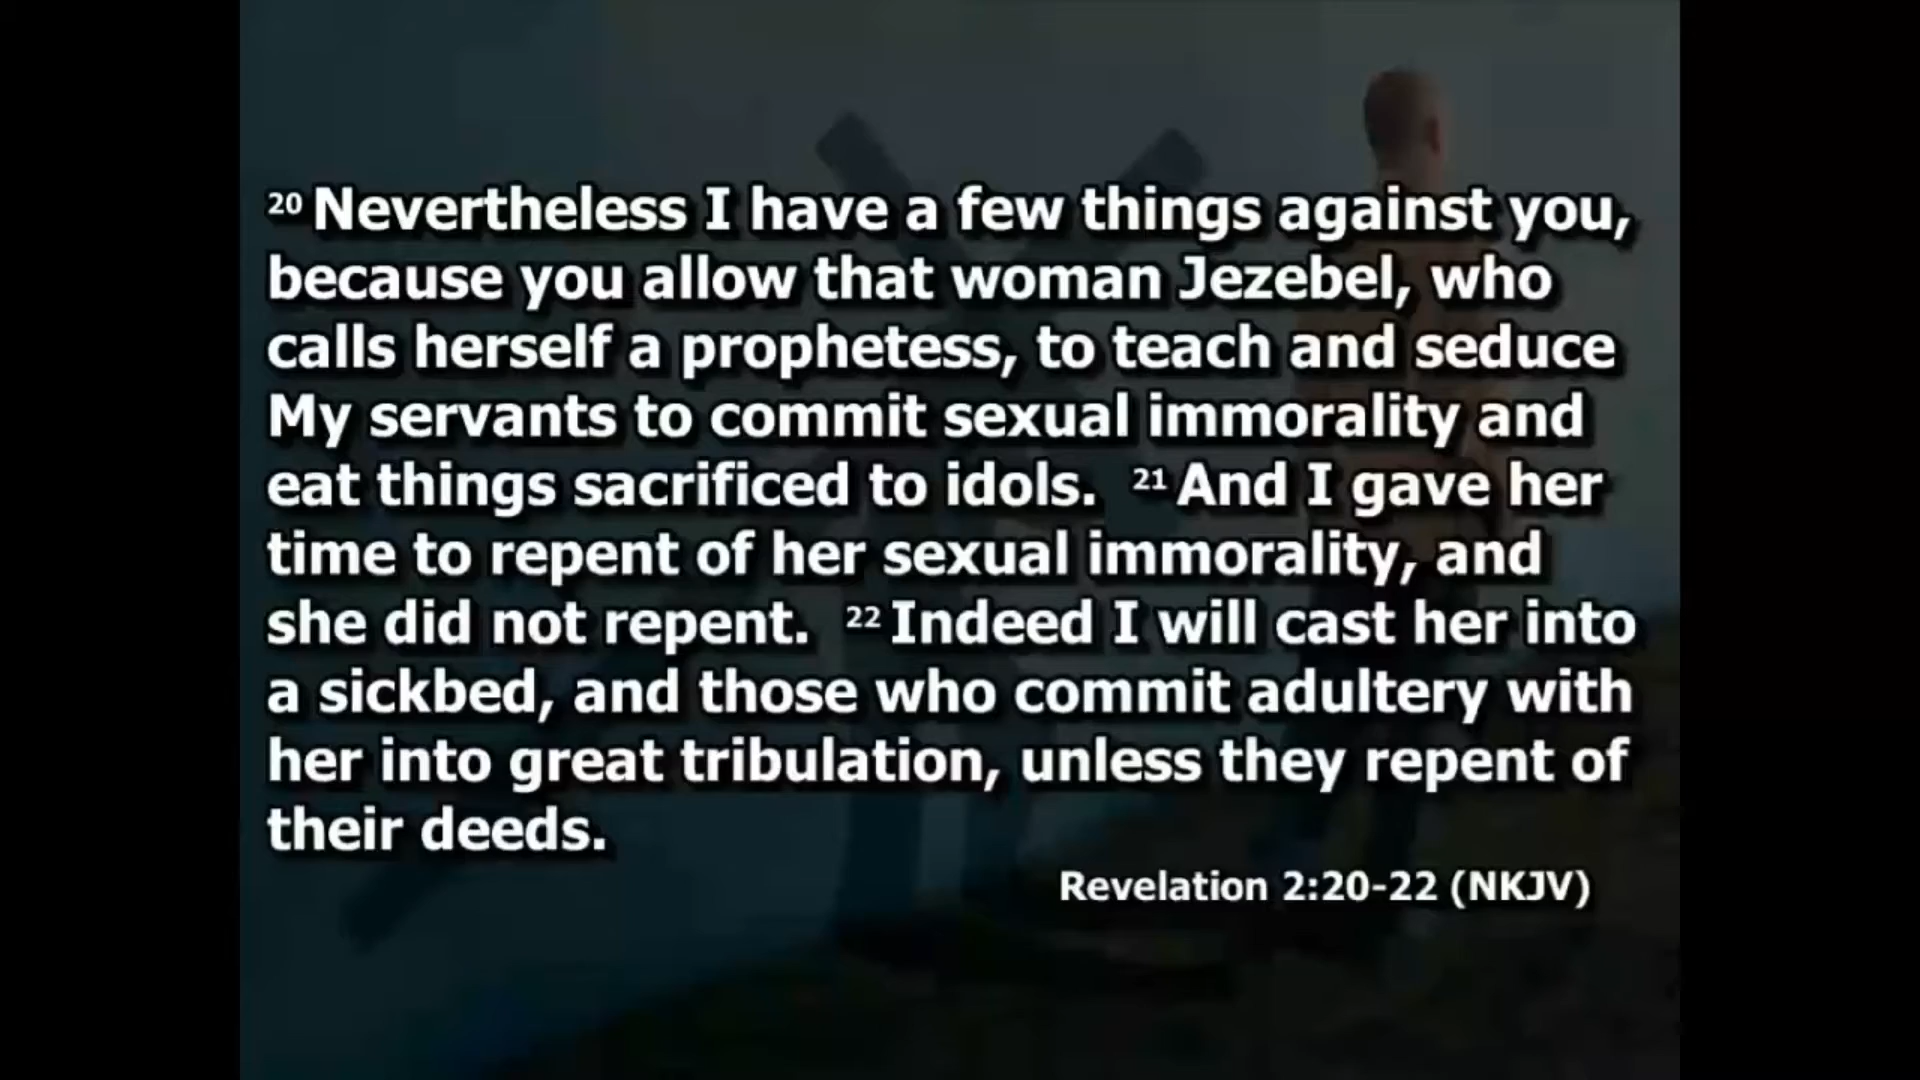 20 Nevertheless I have a few things against you,
because you allow that woman Jezebel, who
calls herself a prophetess, to teach and seduce
My servants to commit sexual immorality and
eat things sacrificed to idols. 21 And I gave her
time to repent of her sexual immorality, and
she did not repent. 22 Indeed I will cast her into
a sickbed, and those who commit adultery with
her into great tribulation, unless they repent of
their deeds.
Revelation 2:20-22 (NKJV)